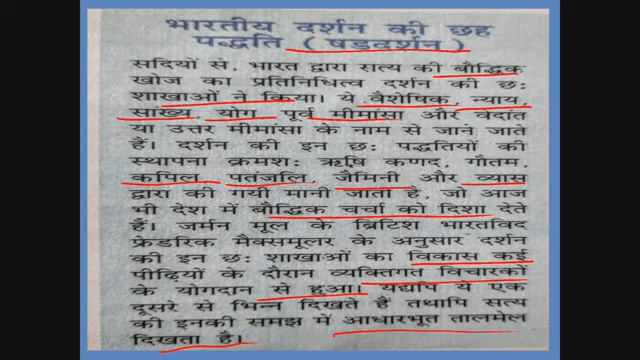 भारतीय दर्शन की छह
पद्धति ( षडदर्शन )
सदियों से, भारत द्वारा सत्य की बौद्धिक
खोज का प्रतिनिधित्व दर्शन की छः
शाखाओं ने किया। ये वैशेषिक, न्याय,
सांख्य, योग पूर्व मीमांसा और वदांत
या उत्तर मीमांसा के नाम से जाने जाते
हैं। दर्शन की इन छः पद्धतियों की
स्थापना क्रमशः ऋषि कणद, गौतम,
कपिल, पतंजलि, जैमिनी और व्यास
द्वारा की गयी मानी जाती है, जो आज
भी देश में बौद्धिक चर्चा को दिशा देते
हैं। जर्मन मूल के ब्रिटिश भारतविद
फ्रेडरिक मैक्समूलर के अनुसार दर्शन
की इन छः शाखाओं का विकास कई
पीढ़ियों के दौरान व्यक्तिगत विचारकों
के योगदान से हुआ। यद्यपि ये एक
दूसरे से भिन्न दिखते हैं तथापि सत्य
की इनकी समझ में आधारभूत तालमेल
दिखता है।